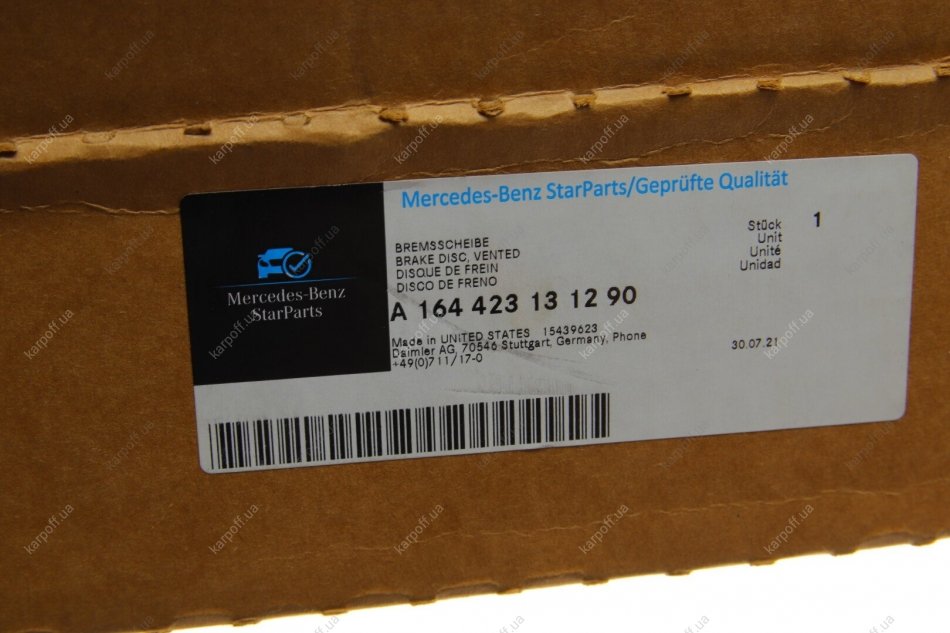 Mercedes-Benz StarParts/Geprüfte Qualität
Mercedes-Benz
StarParts
BREMSSCHEIBE
BRAKE DISC, VENTED
DISQUE DE FREIN
DISCO DE FRENO
Stück 1
Unit
Unité
Unidad
A 164 423 13 12 90
Made in UNITED STATES 15439623
Daimler AG, 70546 Stuttgart, Germany, Phone
+49(0)711/17-0
30.07.21
karpoff.ua